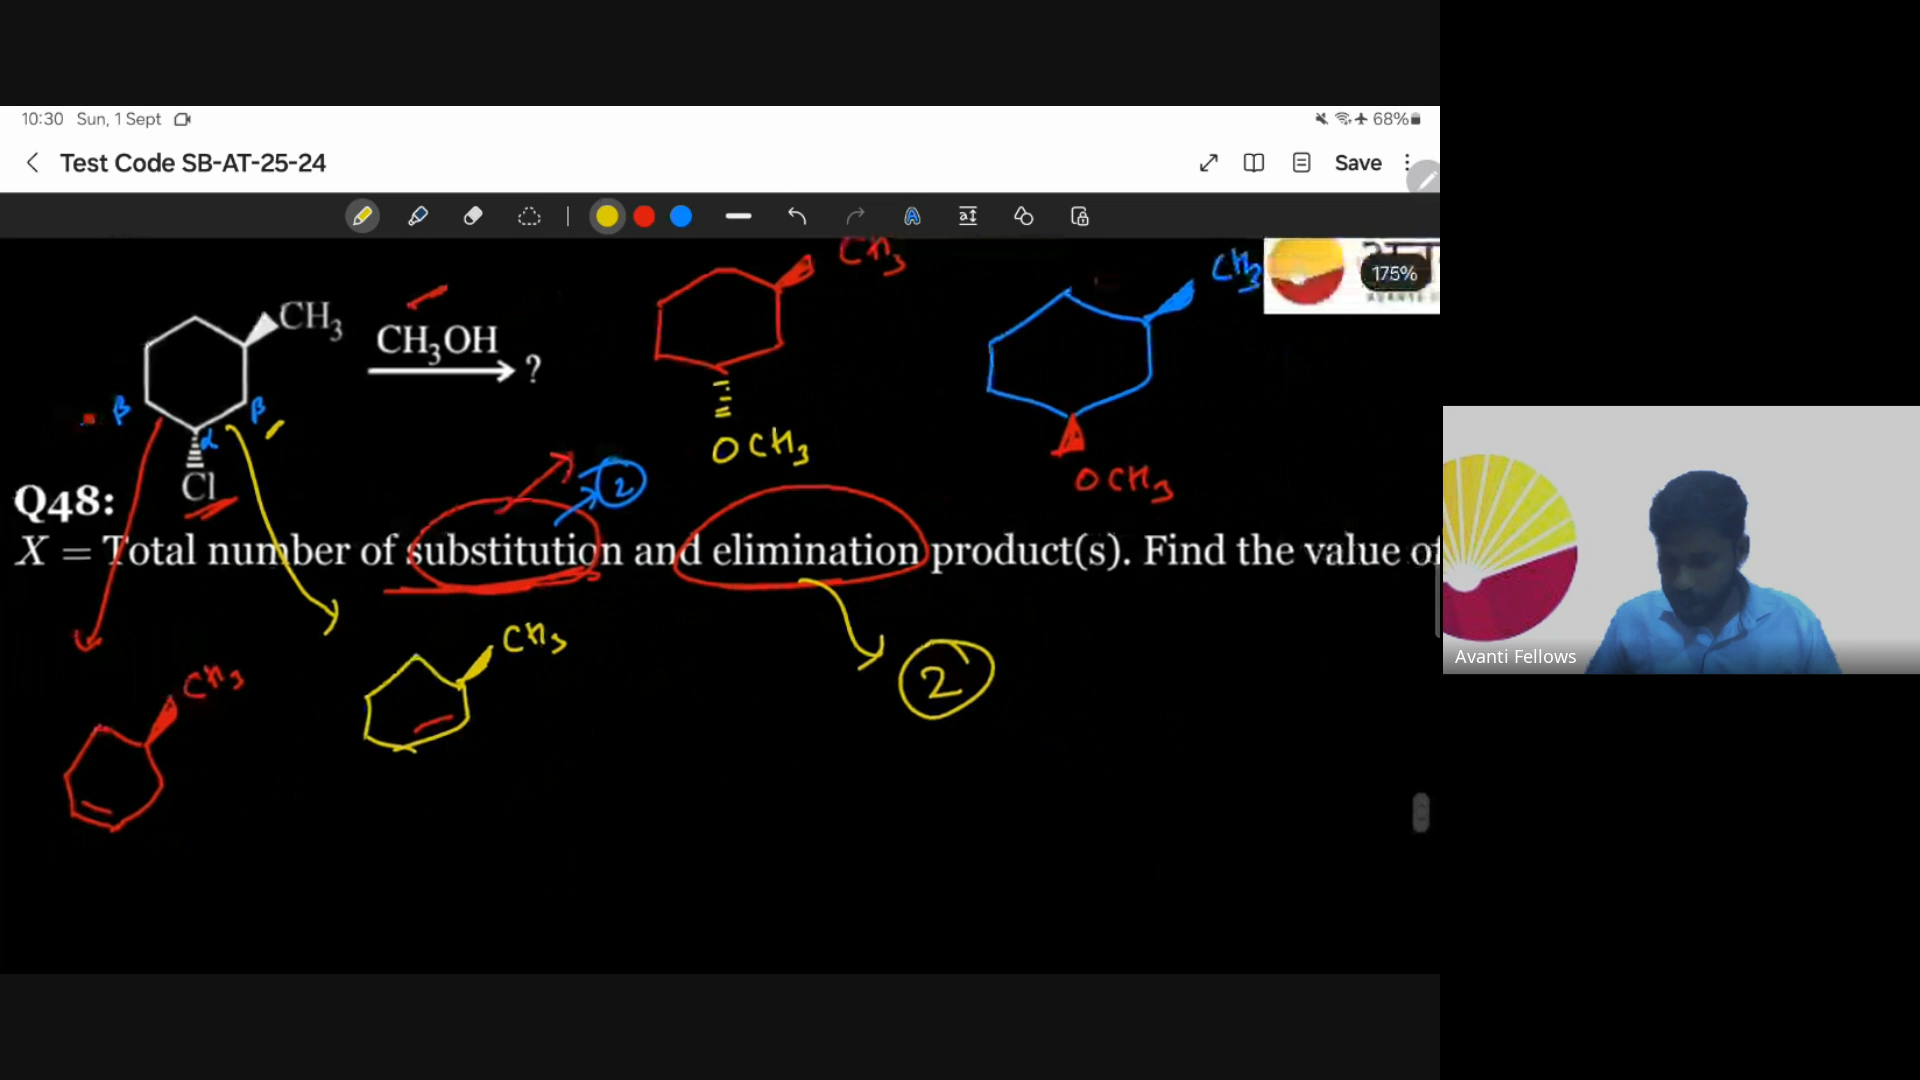 10:30 Sun, 1 Sept
68%
Test Code SB-AT-25-24
Save
175%
CH3
CH3
CH3
CH3OH
?
β
β
α
Cl
OCH3
OCH3
Q48:
2
X = Total number of substitution and elimination product(s). Find the value of
CH3
CH3
2
Avanti Fellows